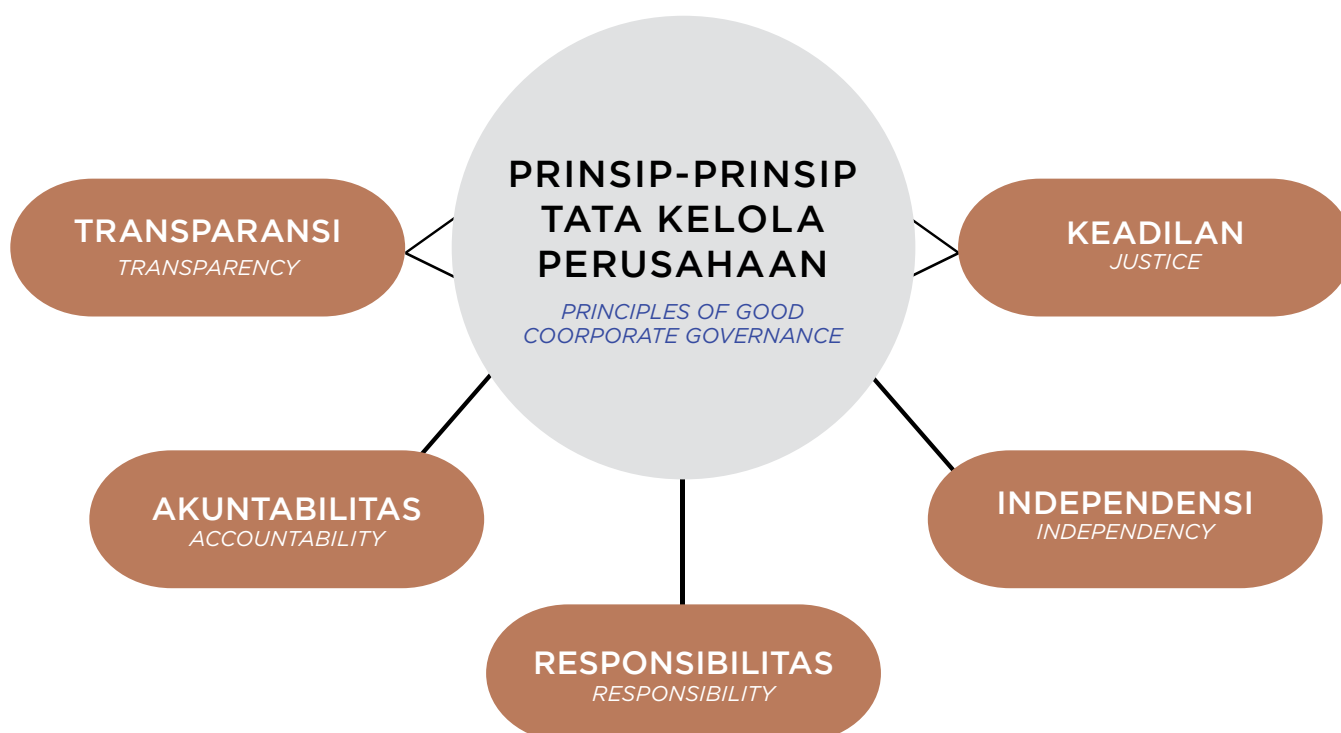 PRINSIP-PRINSIP
TATA KELOLA
PERUSAHAAN
PRINCIPLES OF GOOD
COORPORATE GOVERNANCE
TRANSPARANSI
TRANSPARENCY
AKUNTABILITAS
ACCOUNTABILITY
RESPONSIBILITAS
RESPONSIBILITY
INDEPENDENSI
INDEPENDENCY
KEADILAN
JUSTICE